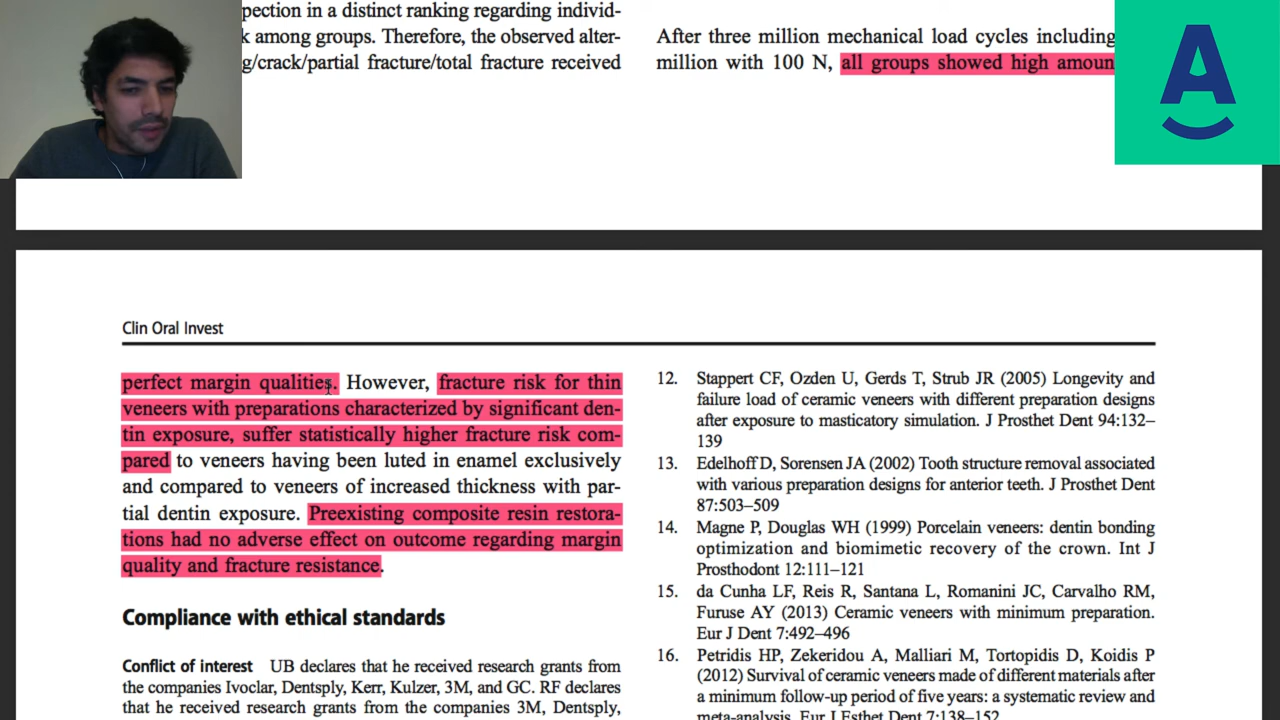 pection in a distinct ranking regarding individ-
k among groups. Therefore, the observed alter-
g/crack/partial fracture/total fracture received
After three million mechanical load cycles including
million with 100 N, all groups showed high amoun
A
Clin Oral Invest
perfect margin qualities. However, fracture risk for thin
veneers with preparations characterized by significant den-
tin exposure, suffer statistically higher fracture risk com-
pared to veneers having been luted in enamel exclusively
and compared to veneers of increased thickness with par-
tial dentin exposure. Preexisting composite resin restora-
tions had no adverse effect on outcome regarding margin
quality and fracture resistance.
Compliance with ethical standards
Conflict of interest UB declares that he received research grants from
the companies Ivoclar, Dentsply, Kerr, Kulzer, 3M, and GC. RF declares
that he received research grants from the companies 3M, Dentsply,
12. Stappert CF, Ozden U, Gerds T, Strub JR (2005) Longevity and
failure load of ceramic veneers with different preparation designs
after exposure to masticatory simulation. J Prosthet Dent 94:132–
139
13. Edelhoff D, Sorensen JA (2002) Tooth structure removal associated
with various preparation designs for anterior teeth. J Prosthet Dent
87:503–509
14. Magne P, Douglas WH (1999) Porcelain veneers: dentin bonding
optimization and biomimetic recovery of the crown. Int J
Prosthodont 12:111–121
15. da Cunha LF, Reis R, Santana L, Romanini JC, Carvalho RM,
Furuse AY (2013) Ceramic veneers with minimum preparation.
Eur J Dent 7:492–496
16. Petridis HP, Zekeridou A, Malliari M, Tortopidis D, Koidis P
(2012) Survival of ceramic veneers made of different materials after
a minimum follow-up period of five years: a systematic review and
meta-analysis. Eur J Esthet Dent 7:138–152